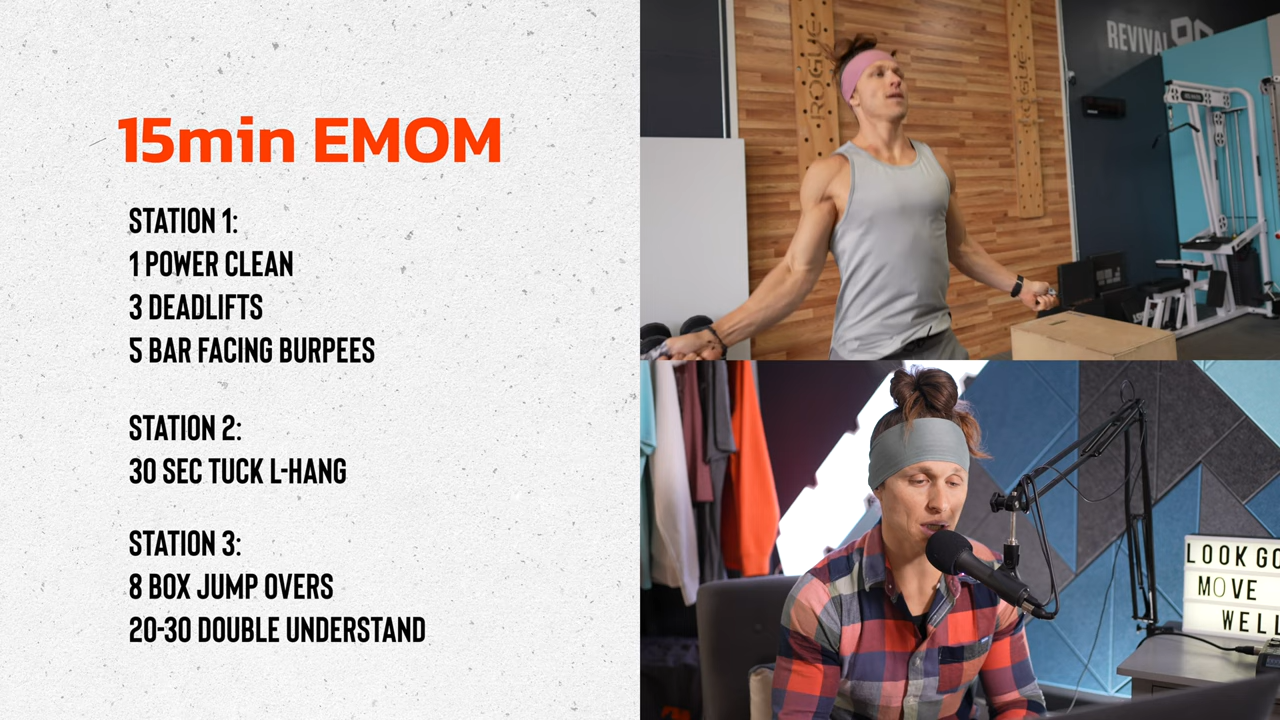 15min EMOM
STATION 1:
1 POWER CLEAN
3 DEADLIFTS
5 BAR FACING BURPEES
STATION 2:
30 SEC TUCK L-HANG
STATION 3:
8 BOX JUMP OVERS
20-30 DOUBLE UNDERSTAND
ROGUE
REVIVAL
LOOK GO
MOVE
WELL